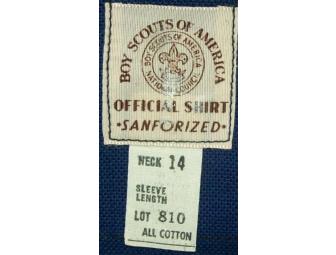 BOY SCOUTS OF AMERICA
BOY SCOUTS OF AMERICA
NATIONAL COUNCIL
OFFICIAL SHIRT
•SANFORIZED•
NECK 14
SLEEVE
LENGTH
LOT 810
ALL COTTON